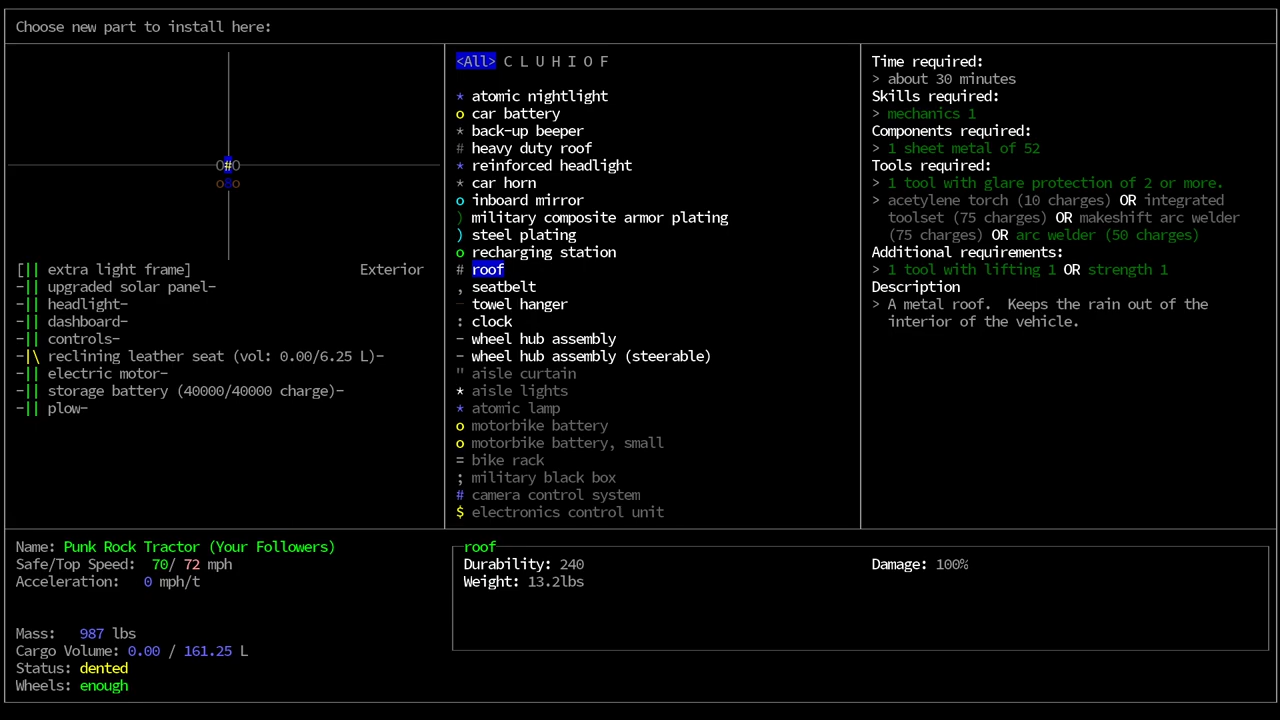 Choose new part to install here:
O#O
[|| extra light frame] Exterior
-|| upgraded solar panel-
-|| headlight-
-|| dashboard-
-|| controls-
-|\ reclining leather seat (vol: 0.00/6.25 L)-
-|| electric motor-
-|| storage battery (40000/40000 charge)-
-|| plow-
<All> C L U H I O F
* atomic nightlight
o car battery
* back-up beeper
# heavy duty roof
* reinforced headlight
* car horn
o inboard mirror
) military composite armor plating
) steel plating
o recharging station
# roof
, seatbelt
— towel hanger
: clock
- wheel hub assembly
- wheel hub assembly (steerable)
" aisle curtain
* aisle lights
* atomic lamp
o motorbike battery
o motorbike battery, small
= bike rack
; military black box
# camera control system
$ electronics control unit
Time required:
> about 30 minutes
Skills required:
> mechanics 1
Components required:
> 1 sheet metal of 52
Tools required:
> 1 tool with glare protection of 2 or more.
> acetylene torch (10 charges) OR integrated
toolset (75 charges) OR makeshift arc welder
(75 charges) OR arc welder (50 charges)
Additional requirements:
> 1 tool with lifting 1 OR strength 1
Description
> A metal roof. Keeps the rain out of the
interior of the vehicle.
Name: Punk Rock Tractor (Your Followers)
Safe/Top Speed: 70/ 72 mph
Acceleration: 0 mph/t
Mass: 987 lbs
Cargo Volume: 0.00 / 161.25 L
Status: dented
Wheels: enough
roof
Durability: 240 Damage: 100%
Weight: 13.2lbs